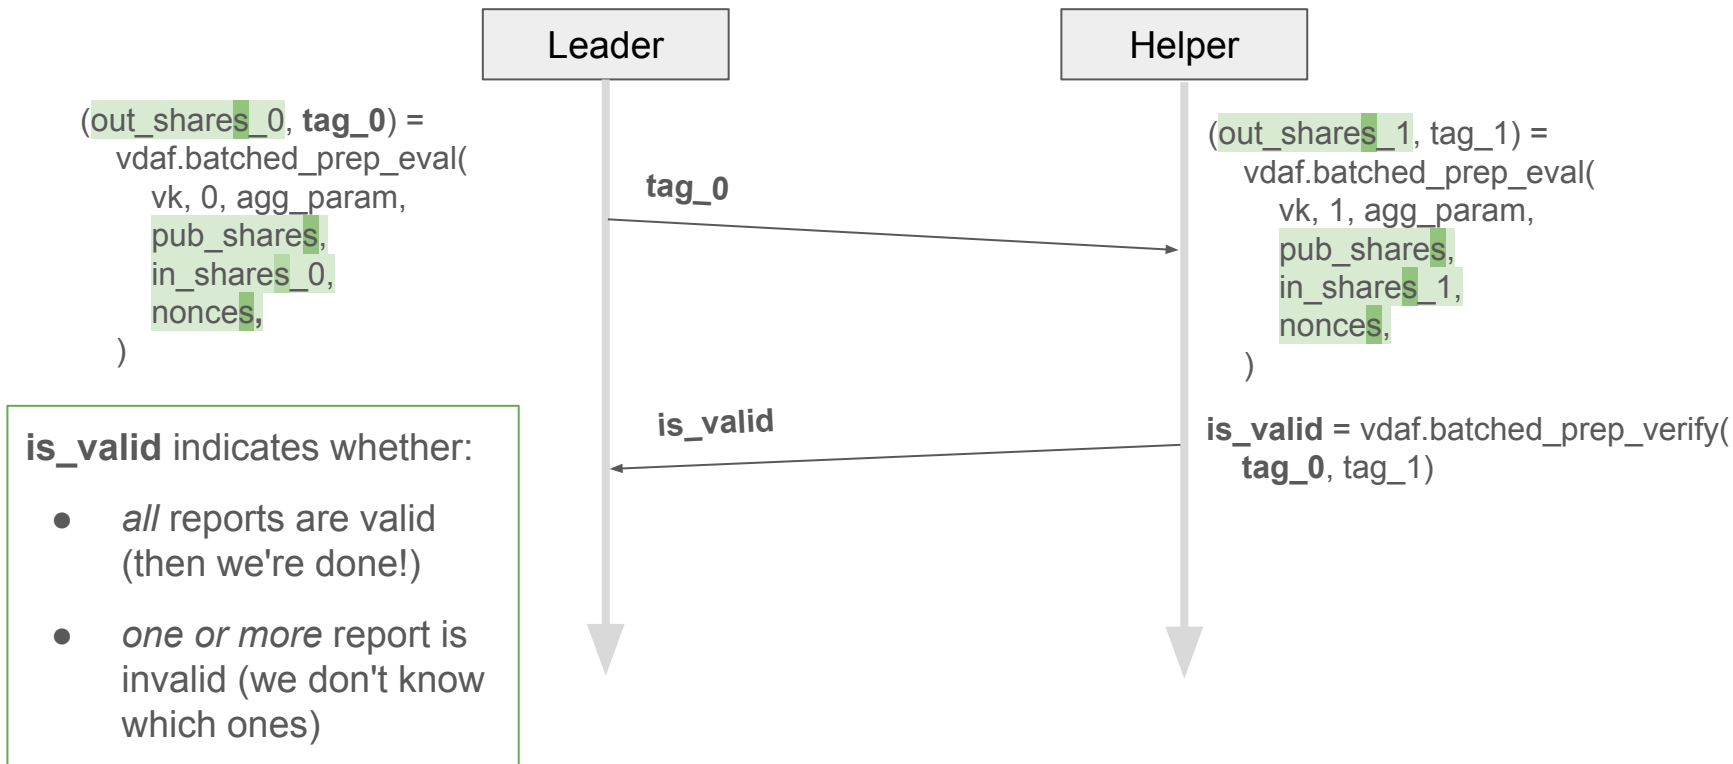 Leader
Helper
(out_shares_0, tag_0) =
vdaf.batched_prep_eval(
vk, 0, agg_param,
pub_shares,
in_shares_0,
nonces,
)
tag_0
(out_shares_1, tag_1) =
vdaf.batched_prep_eval(
vk, 1, agg_param,
pub_shares,
in_shares_1,
nonces,
)
is_valid
is_valid = vdaf.batched_prep_verify(
tag_0, tag_1)
is_valid indicates whether:
● all reports are valid
(then we're done!)
● one or more report is
invalid (we don't know
which ones)